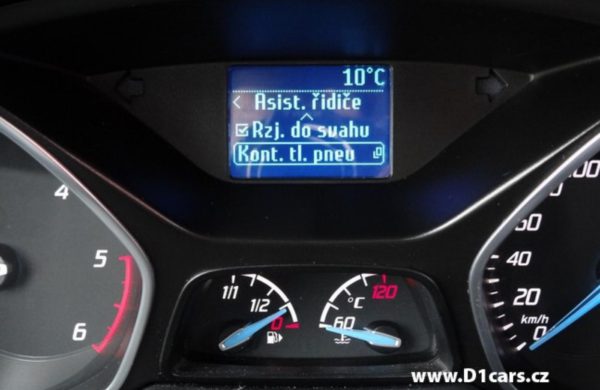 10°C
< Asist. řidiče
Rzj. do svahu
Kont. tl. pneu
4
5
6
1/1
1/2
0
°C
120
60
100
80
60
40
20
km/h
0
www.D1cars.cz